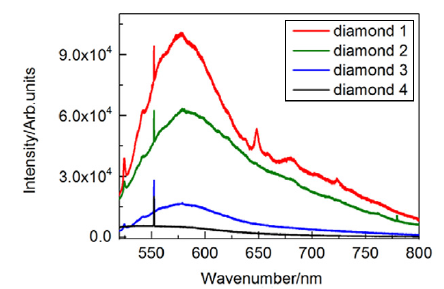 diamond 1
diamond 2
diamond 3
diamond 4
Intensity/Arb.units
9.0x10⁴
6.0x10⁴
3.0x10⁴
0.0
550 600 650 700 750 800
Wavenumber/nm